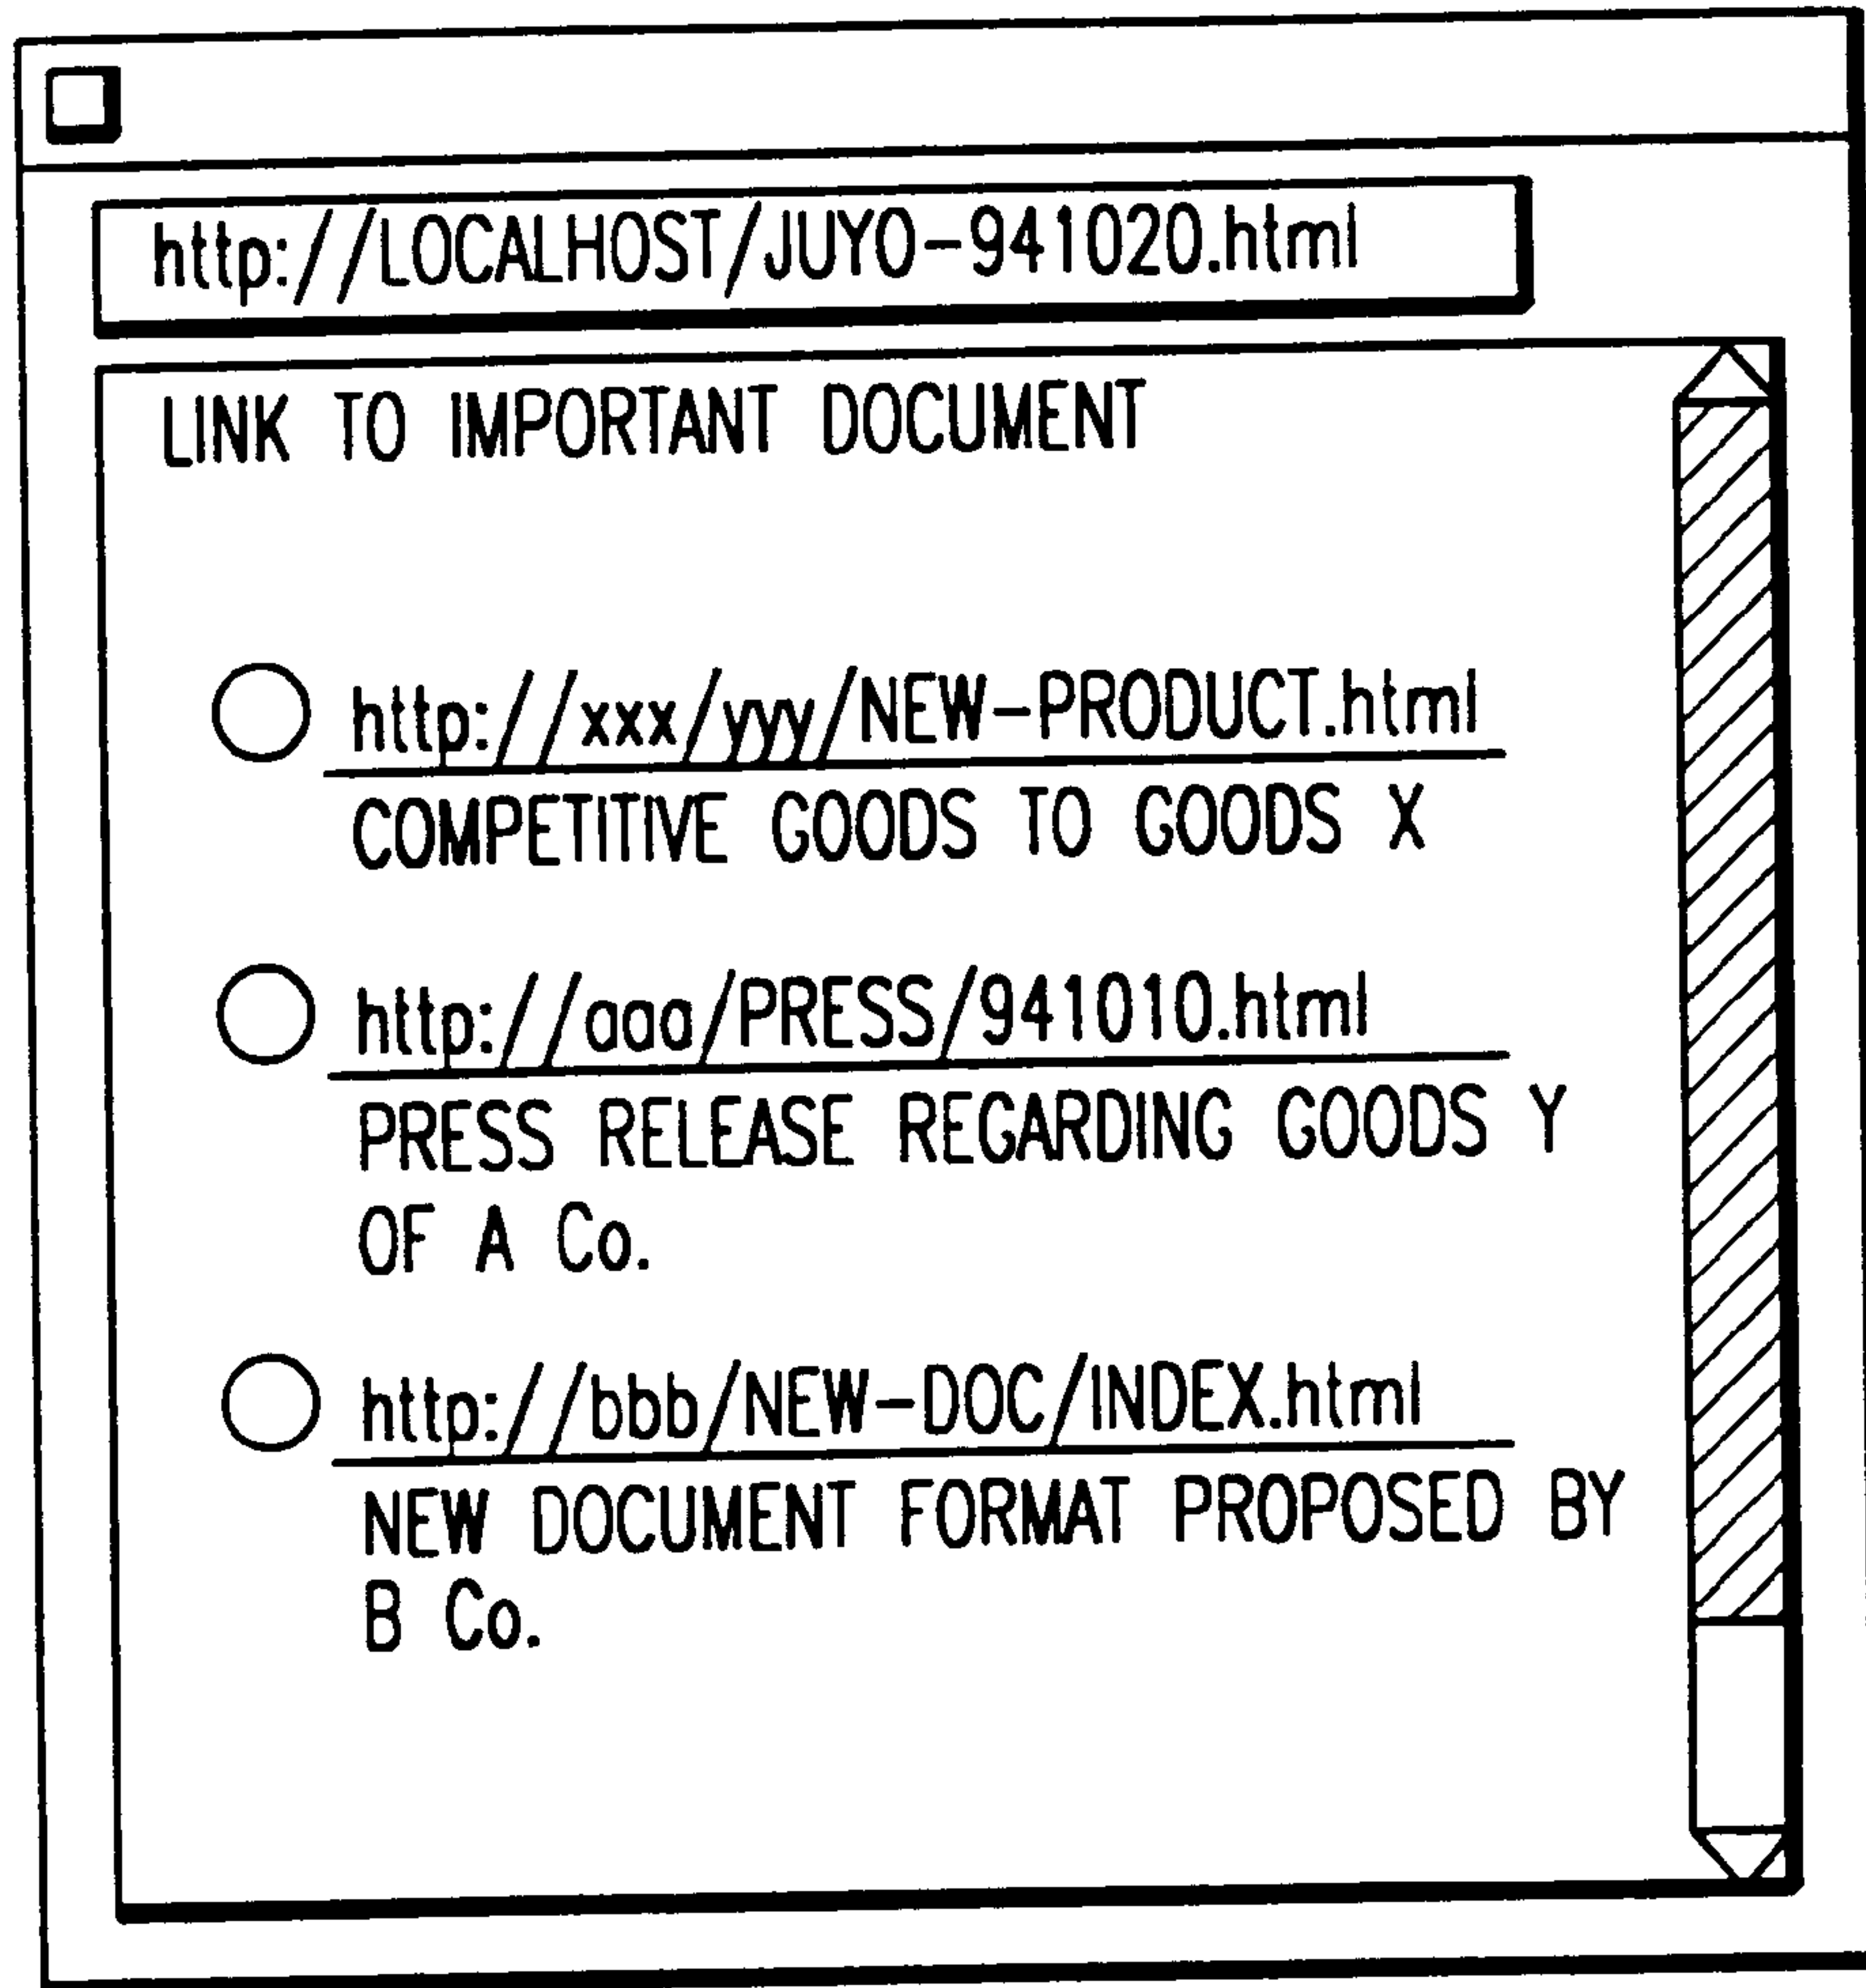 http://LOCALHOST/JUYO-941020.html
LINK TO IMPORTANT DOCUMENT
http://xxx/yyy/NEW-PRODUCT.html
COMPETITIVE GOODS TO GOODS X
http://aaa/PRESS/941010.html
PRESS RELEASE REGARDING GOODS Y
OF A Co.
http://bbb/NEW-DOC/INDEX.html
NEW DOCUMENT FORMAT PROPOSED BY
B Co.